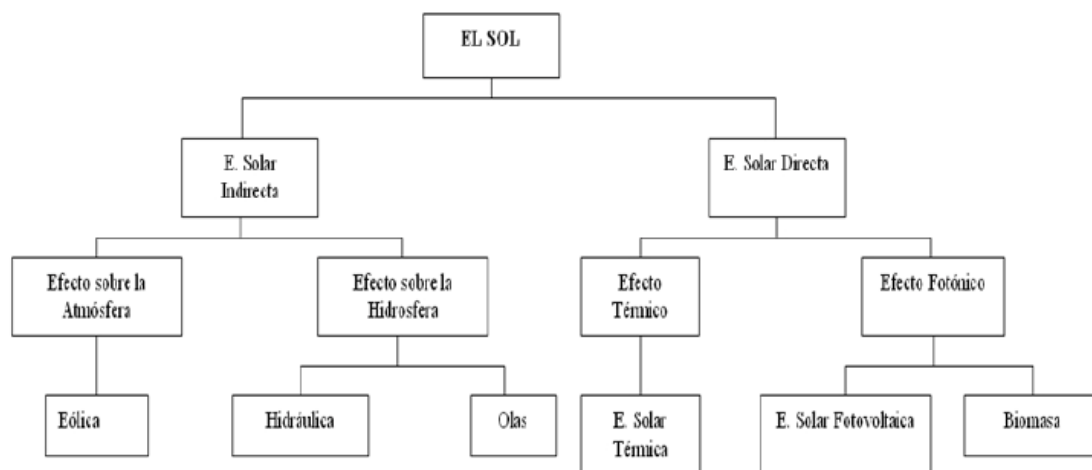 EL SOL
E. Solar
Indirecta
E. Solar Directa
Efecto sobre la
Atmósfera
Efecto sobre la
Hidrosfera
Efecto
Térmico
Efecto Fotónico
Eólica
Hidráulica
Olas
E. Solar
Térmica
E. Solar Fotovoltaica
Biomasa